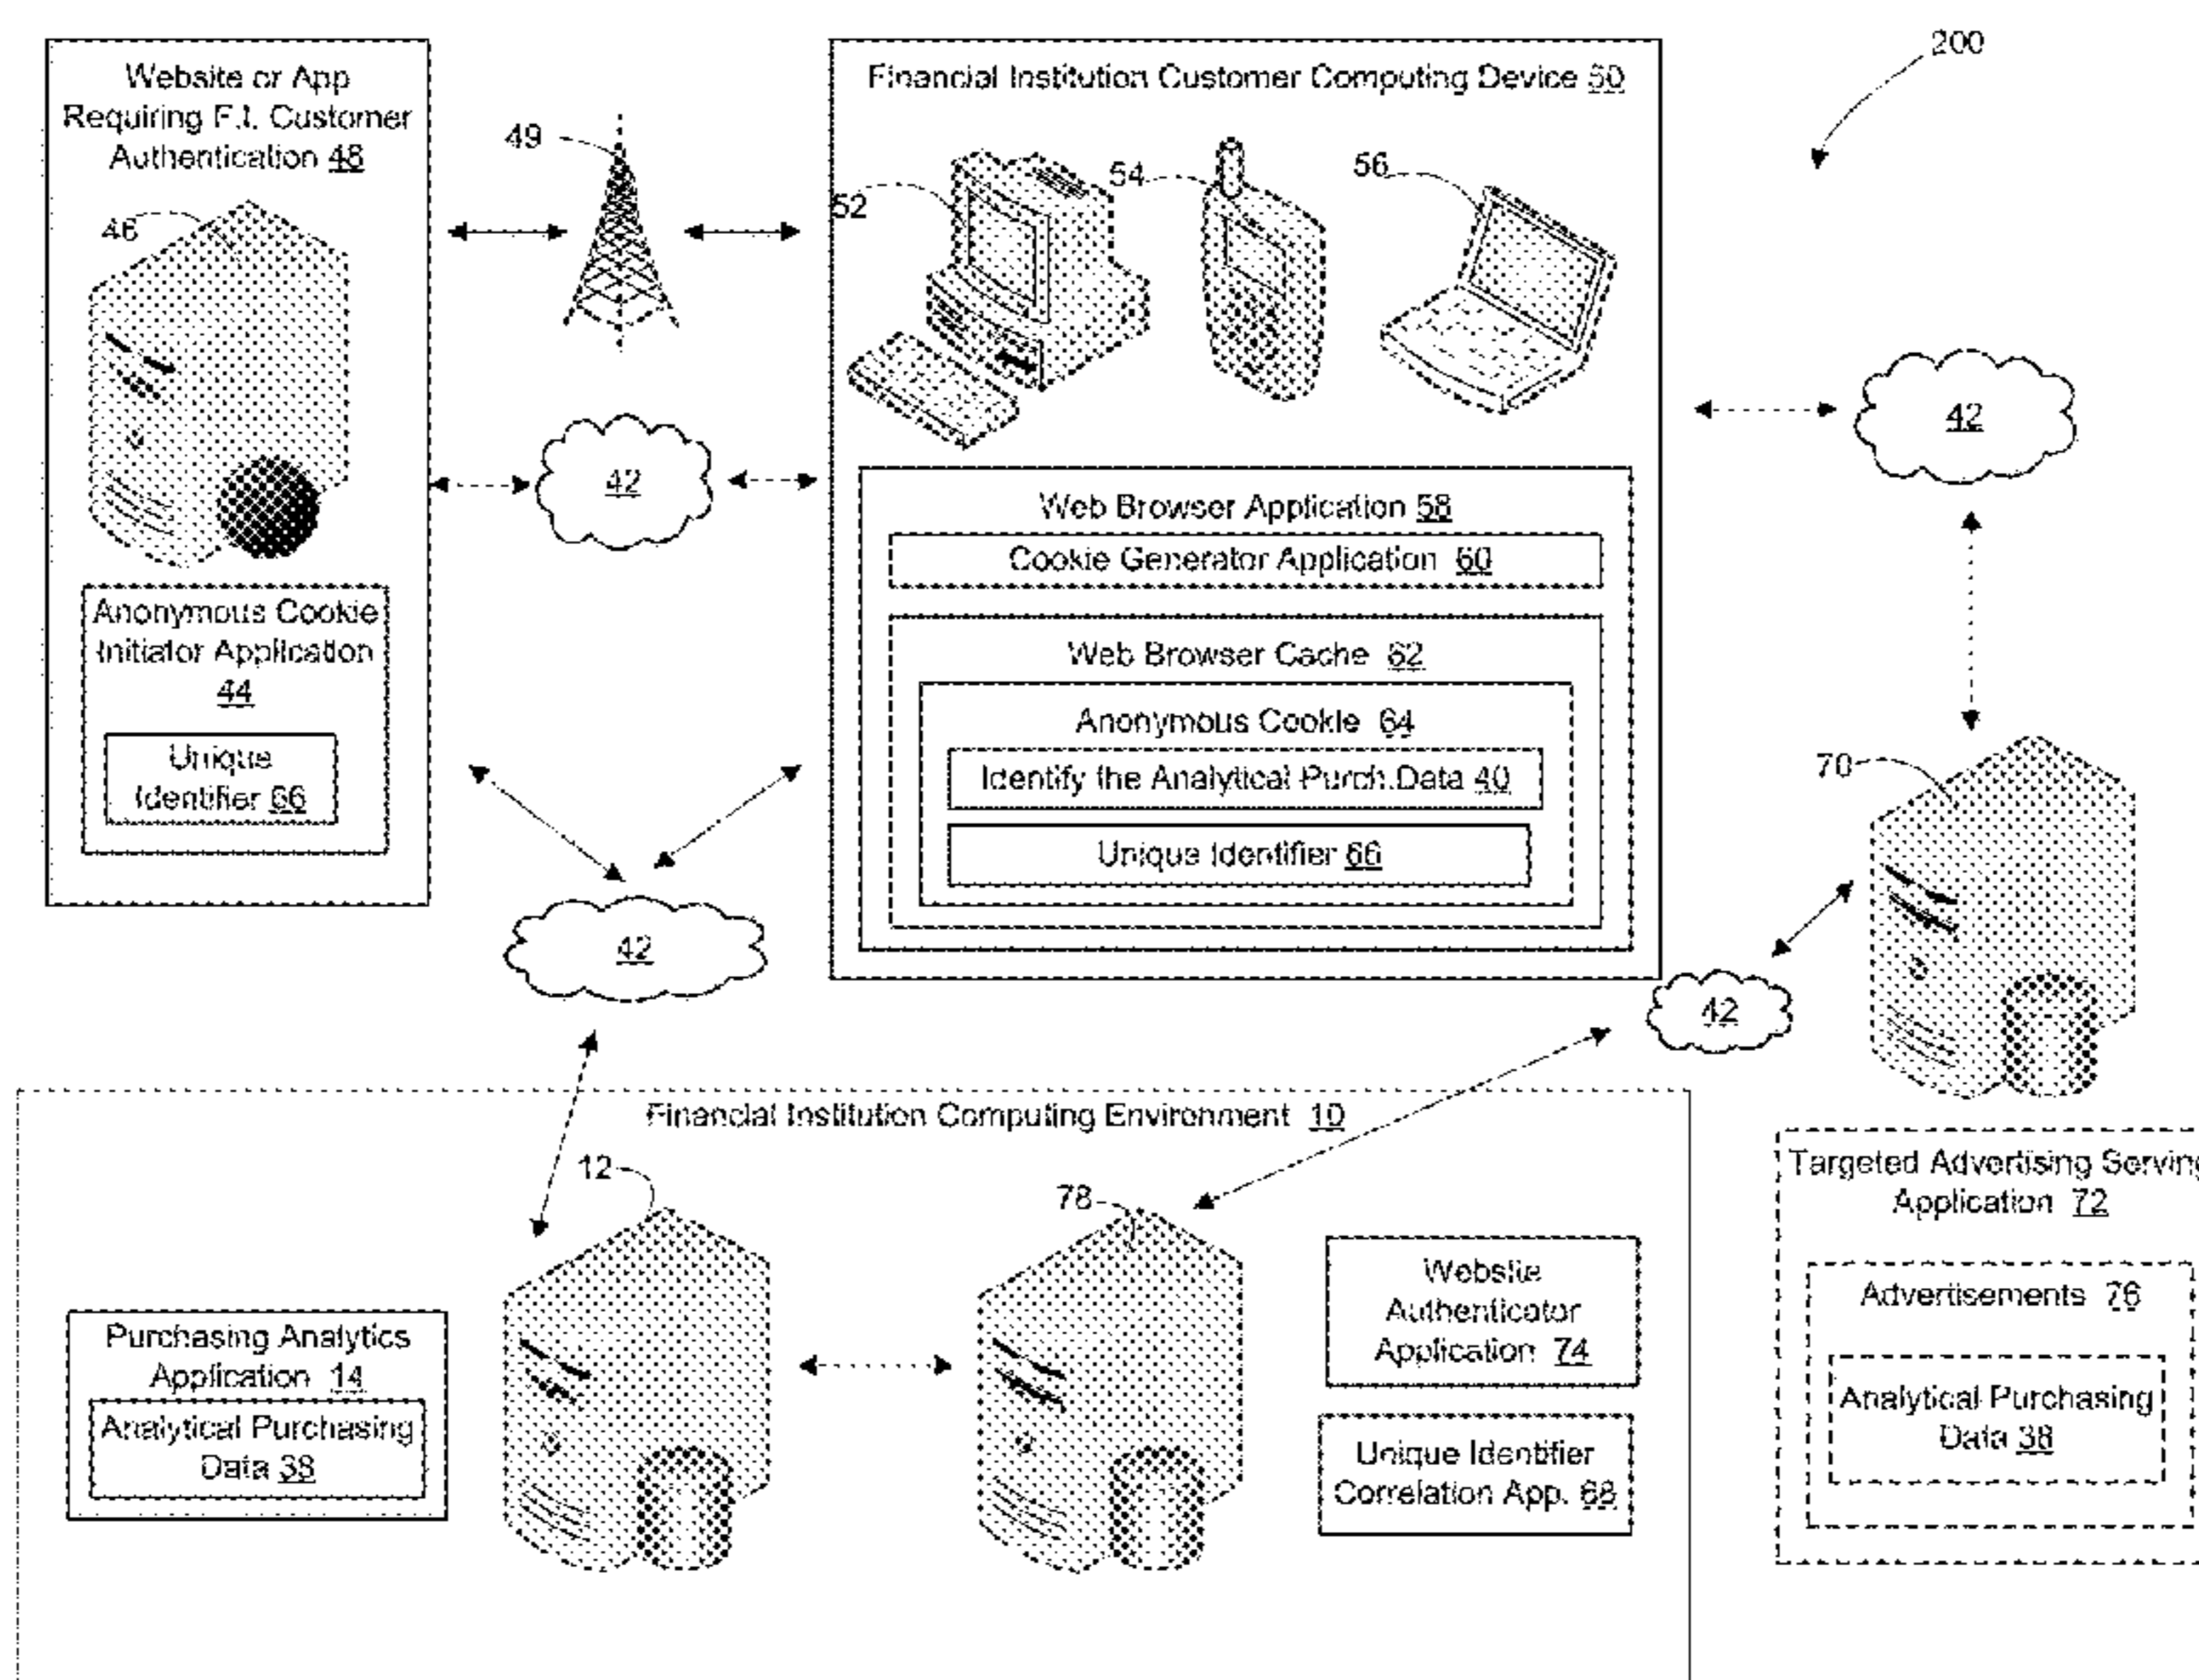 200
Website or App
Requiring F.I. Customer
Authentication 48
46
Anonymous Cookie
Initiator Application
44
Unique
Identifier 66
49
42
Financial Institution Customer Computing Device 50
52
54
56
Web Browser Application 58
Cookie Generator Application 60
Web Browser Cache 62
Anonymous Cookie 64
Identify the Analytical Purch.Data 40
Unique Identifier 66
42
70
42
42
Financial Institution Computing Environment 10
12
78
Purchasing Analytics
Application 14
Analytical Purchasing
Data 38
Website
Authenticator
Application 74
Unique Identifier
Correlation App. 68
Targeted Advertising Serving
Application 72
Advertisements 76
Analytical Purchasing
Data 38